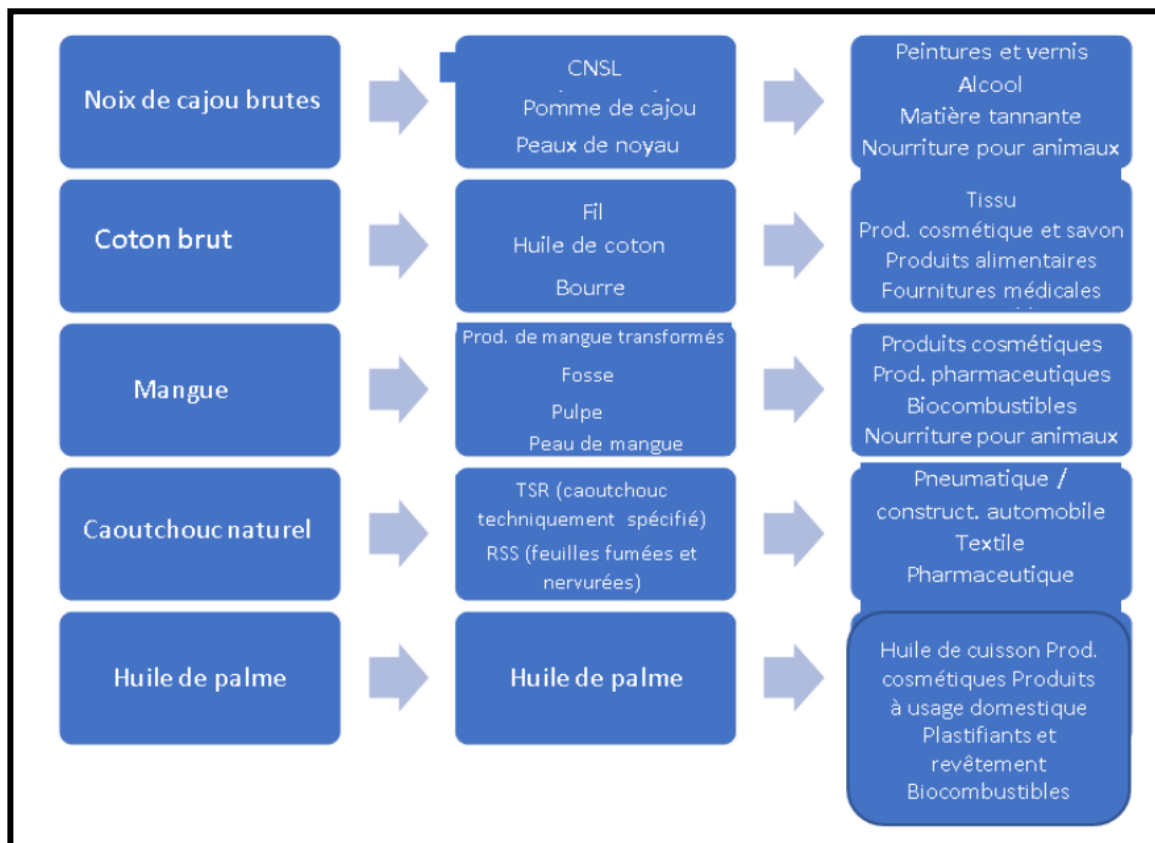 Noix de cajou brutes
CNSL
Pomme de cajou
Peaux de noyau
Peintures et vernis
Alcool
Matière tannante
Nourriture pour animaux
Coton brut
Fil
Huile de coton
Bourre
Tissu
Prod. cosmétique et savon
Produits alimentaires
Fournitures médicales
Mangue
Prod. de mangue transformés
Fosse
Pulpe
Peau de mangue
Produits cosmétiques
Prod. pharmaceutiques
Biocombustibles
Nourriture pour animaux
Caoutchouc naturel
TSR (caoutchouc
techniquement spécifié)
RSS (feuilles fumées et
nervurées)
Pneumatique /
construct. automobile
Textile
Pharmaceutique
Huile de palme
Huile de palme
Huile de cuisson Prod.
cosmétiques Produits
à usage domestique
Plastifiants et
revêtement
Biocombustibles